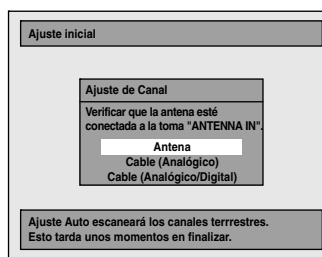 Ajuste inicial
Ajuste de Canal
Verificar que la antena esté
conectada a la toma "ANTENNA IN".
Antena
Cable (Analógico)
Cable (Analógico/Digital)
Ajuste Auto escaneará los canales terrrestres.
Esto tarda unos momentos en finalizar.